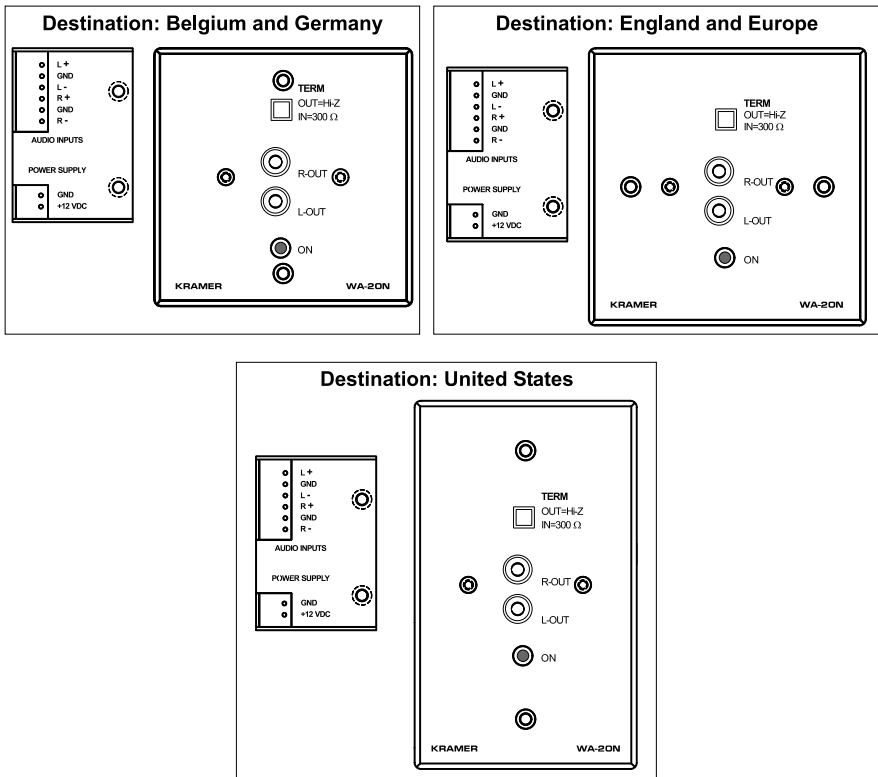 Destination: Belgium and Germany
L +
GND
L -
R +
GND
R -
AUDIO INPUTS
POWER SUPPLY
GND
+12 VDC
TERM
OUT=Hi-Z
IN=300 Ω
R-OUT
L-OUT
ON
KRAMER WA-20N
Destination: England and Europe
L +
GND
L -
R +
GND
R -
AUDIO INPUTS
POWER SUPPLY
GND
+12 VDC
TERM
OUT=Hi-Z
IN=300 Ω
R-OUT
L-OUT
ON
KRAMER WA-20N
Destination: United States
L +
GND
L -
R +
GND
R -
AUDIO INPUTS
POWER SUPPLY
GND
+12 VDC
TERM
OUT=Hi-Z
IN=300 Ω
R-OUT
L-OUT
ON
KRAMER WA-20N